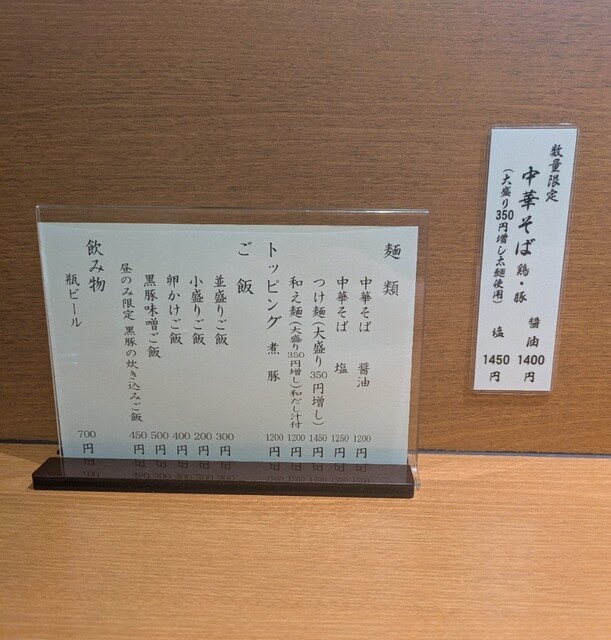 麺類
中華そば 醤油 1200円
中華そば 塩 1250円
つけ麺(大盛り350円増し) 1450円
和え麺(大盛り350円増し)和だし汁付 1200円
トッピング 煮豚 1200円
ご飯
並盛りご飯 300円
小盛りご飯 200円
卵かけご飯 400円
黒豚味噌ご飯 500円
昼のみ限定 黒豚の炊き込みご飯 450円
飲み物
瓶ビール 700円
数量限定
中華そば 鶏・豚 醤油 1400円
(大盛り350円増し太麺使用) 塩 1450円